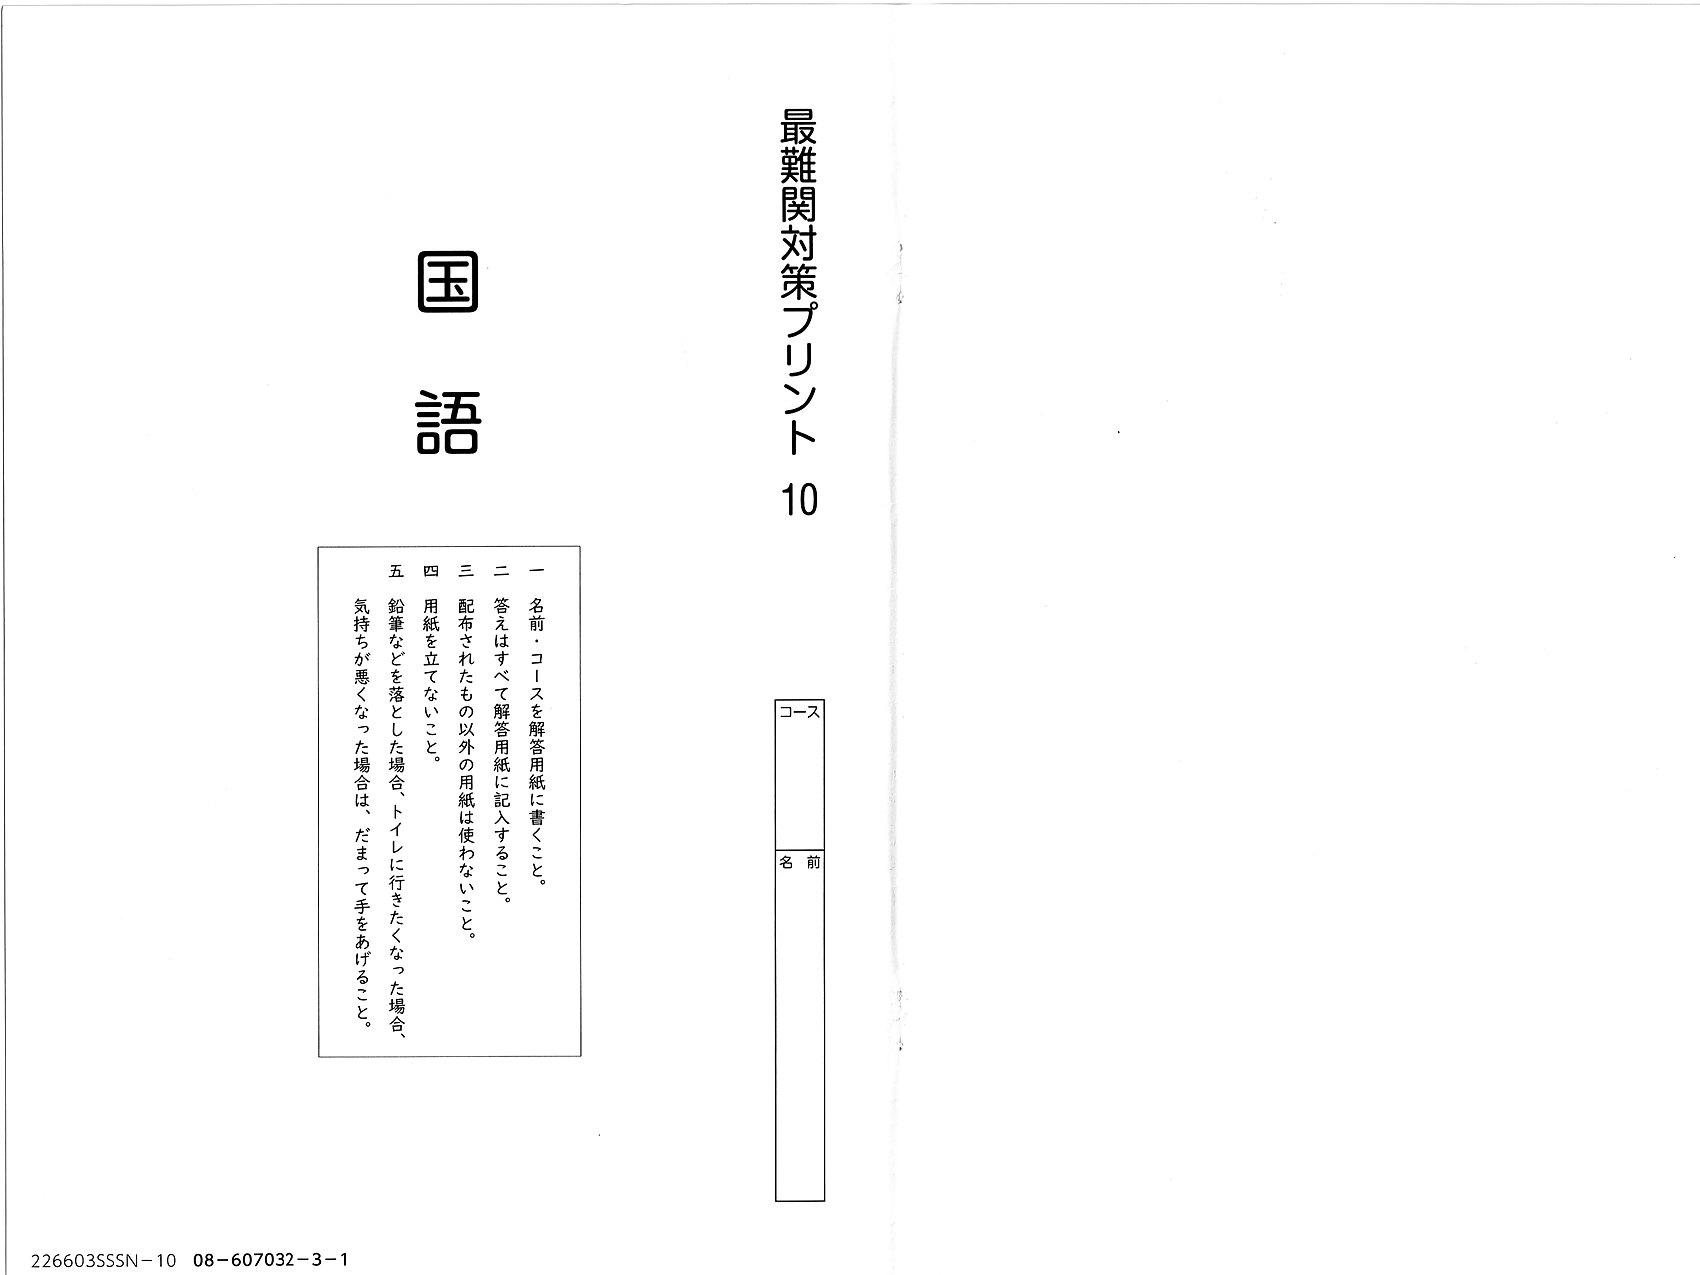 最難関対策プリント 10
コース
名 前
国 語
一 名前・コースを解答用紙に書くこと。
二 答えはすべて解答用紙に記入すること。
三 配布されたもの以外の用紙は使わないこと。
四 用紙を立てないこと。
五 鉛筆などを落とした場合、トイレに行きたくなった場合、
気持ちが悪くなった場合は、だまって手をあげること。
226603SSSN−10 08−607032−3−1